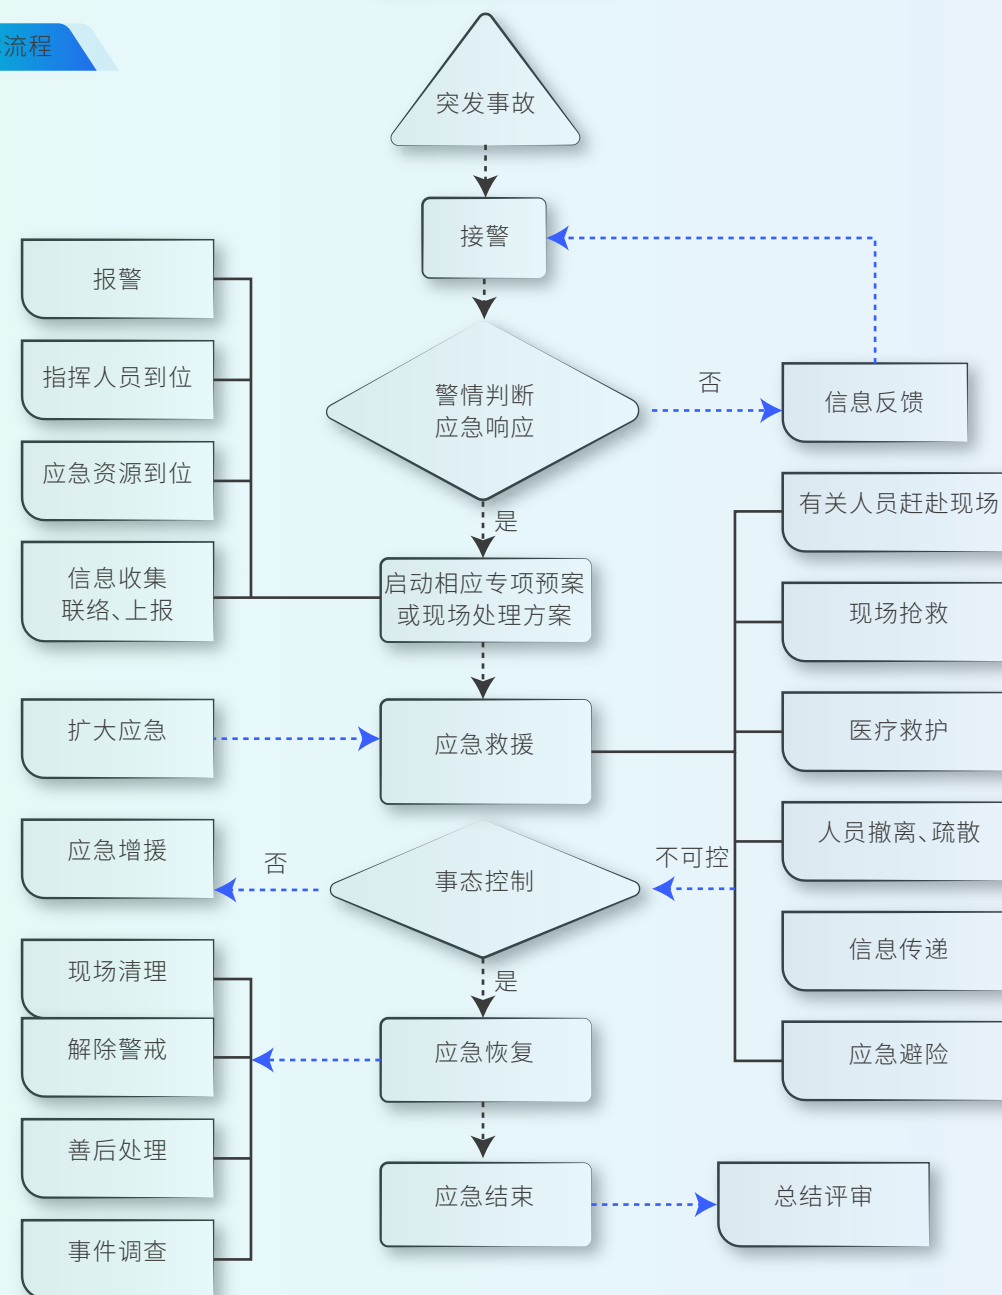 流程
突发事故
接警
报警
指挥人员到位
应急资源到位
信息收集
联络、上报
警情判断
应急响应
否
信息反馈
是
启动相应专项预案
或现场处理方案
有关人员赶赴现场
现场抢救
医疗救护
人员撤离、疏散
信息传递
应急避险
扩大应急
应急救援
应急增援
否
事态控制
不可控
是
现场清理
解除警戒
善后处理
事件调查
应急恢复
应急结束
总结评审